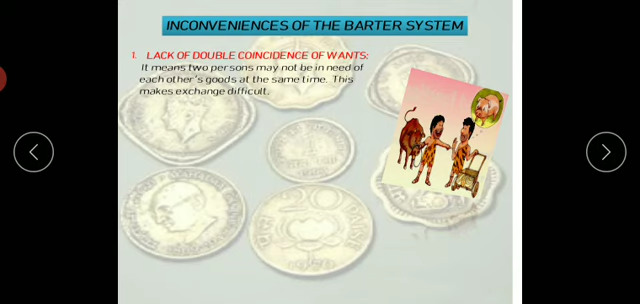 INCONVENIENCES OF THE BARTER SYSTEM
1. LACK OF DOUBLE COINCIDENCE OF WANTS:
It means two persons may not be in need of
each other's goods at the same time. This
makes exchange difficult.
20
PAISE